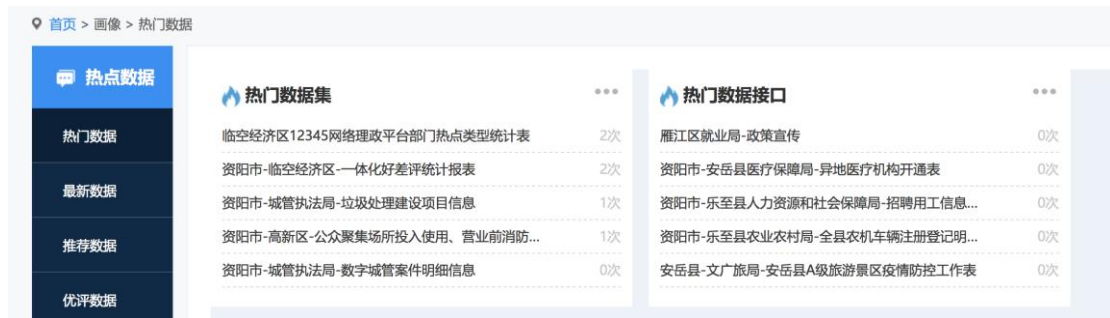 首页 > 画像 > 热门数据
热点数据
热门数据
最新数据
推荐数据
优评数据
热门数据集
临空经济区12345网络理政平台部门热点类型统计表 2次
资阳市-临空经济区-一体化好差评统计报表 2次
资阳市-城管执法局-垃圾处理建设项目信息 1次
资阳市-高新区-公众聚集场所投入使用、营业前消防... 1次
资阳市-城管执法局-数字城管案件明细信息 0次
热门数据接口
雁江区就业局-政策宣传 0次
资阳市-安岳县医疗保障局-异地医疗机构开通表 0次
资阳市-乐至县人力资源和社会保障局-招聘用工信息... 0次
资阳市-乐至县农业农村局-全县农机车辆注册登记明... 0次
安岳县-文广旅局-安岳县A级旅游景区疫情防控工作表 0次